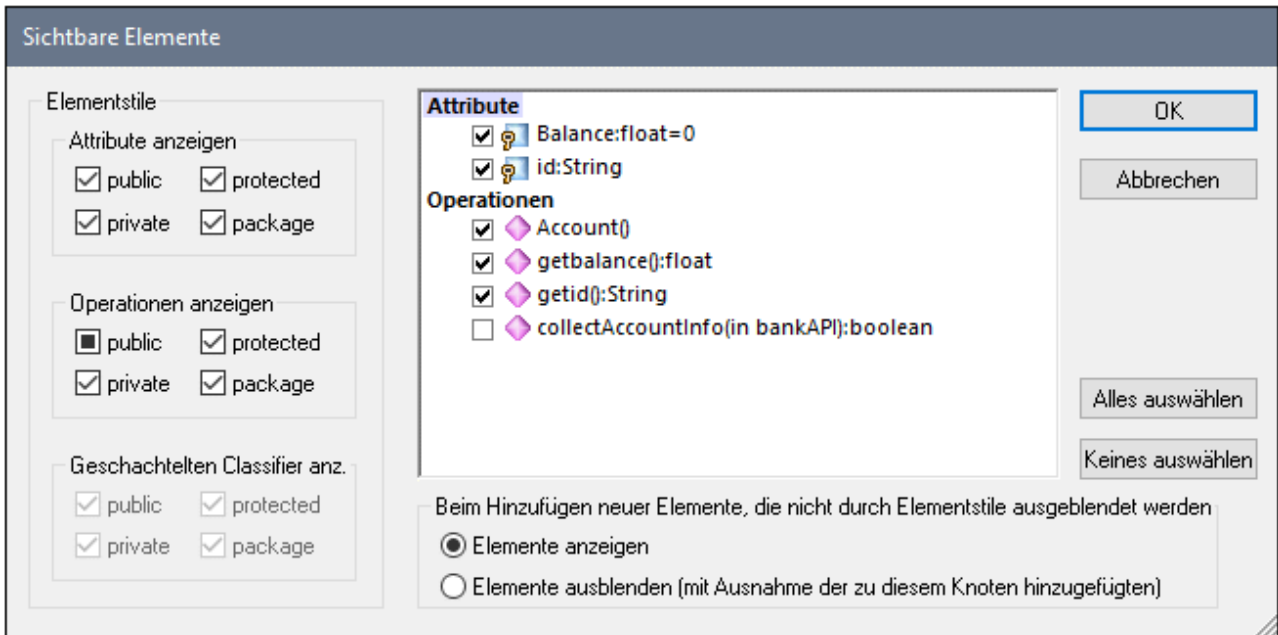 Sichtbare Elemente
Elementstile
Attribute anzeigen
public protected
private package
Operationen anzeigen
public protected
private package
Geschachtelten Classifier anz.
public protected
private package
Attribute
Balance:float=0
id:String
Operationen
Account()
getbalance():float
getid():String
collectAccountInfo(in bankAPI):boolean
Beim Hinzufügen neuer Elemente, die nicht durch Elementstile ausgeblendet werden
Elemente anzeigen
Elemente ausblenden (mit Ausnahme der zu diesem Knoten hinzugefügten)
OK
Abbrechen
Alles auswählen
Keines auswählen